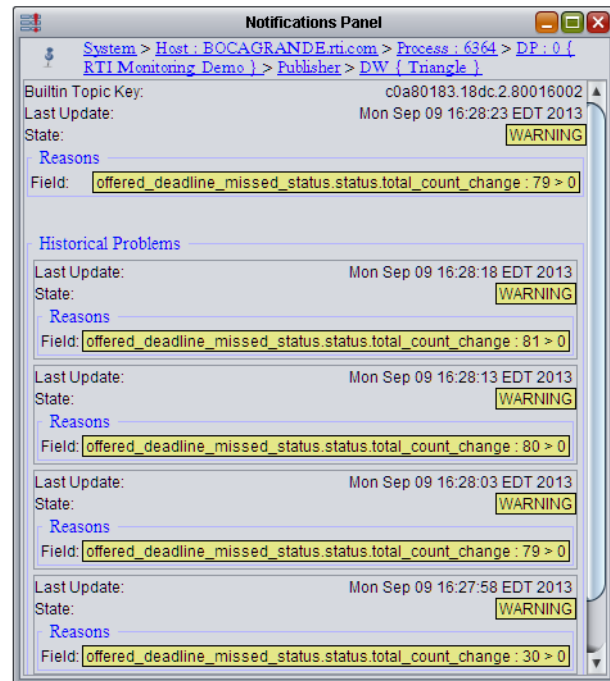 Notifications Panel
System > Host : BOCAGRANDE.rti.com > Process : 6364 > DP : 0 {
RTI Monitoring Demo } > Publisher > DW { Triangle }
Builtin Topic Key: c0a80183.18dc.2.80016002
Last Update: Mon Sep 09 16:28:23 EDT 2013
State: WARNING
Reasons
Field: offered_deadline_missed_status.status.total_count_change : 79 > 0
Historical Problems
Last Update: Mon Sep 09 16:28:18 EDT 2013
State: WARNING
Reasons
Field: offered_deadline_missed_status.status.total_count_change : 81 > 0
Last Update: Mon Sep 09 16:28:13 EDT 2013
State: WARNING
Reasons
Field: offered_deadline_missed_status.status.total_count_change : 80 > 0
Last Update: Mon Sep 09 16:28:03 EDT 2013
State: WARNING
Reasons
Field: offered_deadline_missed_status.status.total_count_change : 79 > 0
Last Update: Mon Sep 09 16:27:58 EDT 2013
State: WARNING
Reasons
Field: offered_deadline_missed_status.status.total_count_change : 30 > 0